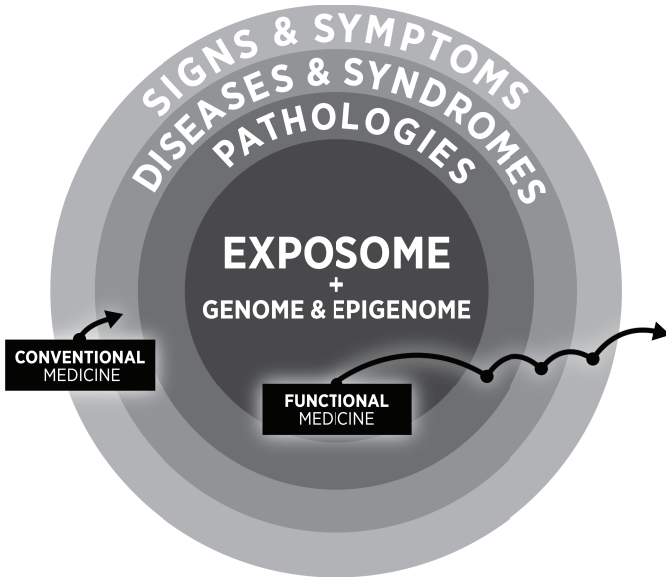 SIGNS & SYMPTOMS
DISEASES & SYNDROMES
PATHOLOGIES
EXPOSOME
+
GENOME & EPIGENOME
CONVENTIONAL
MEDICINE
FUNCTIONAL
MEDICINE